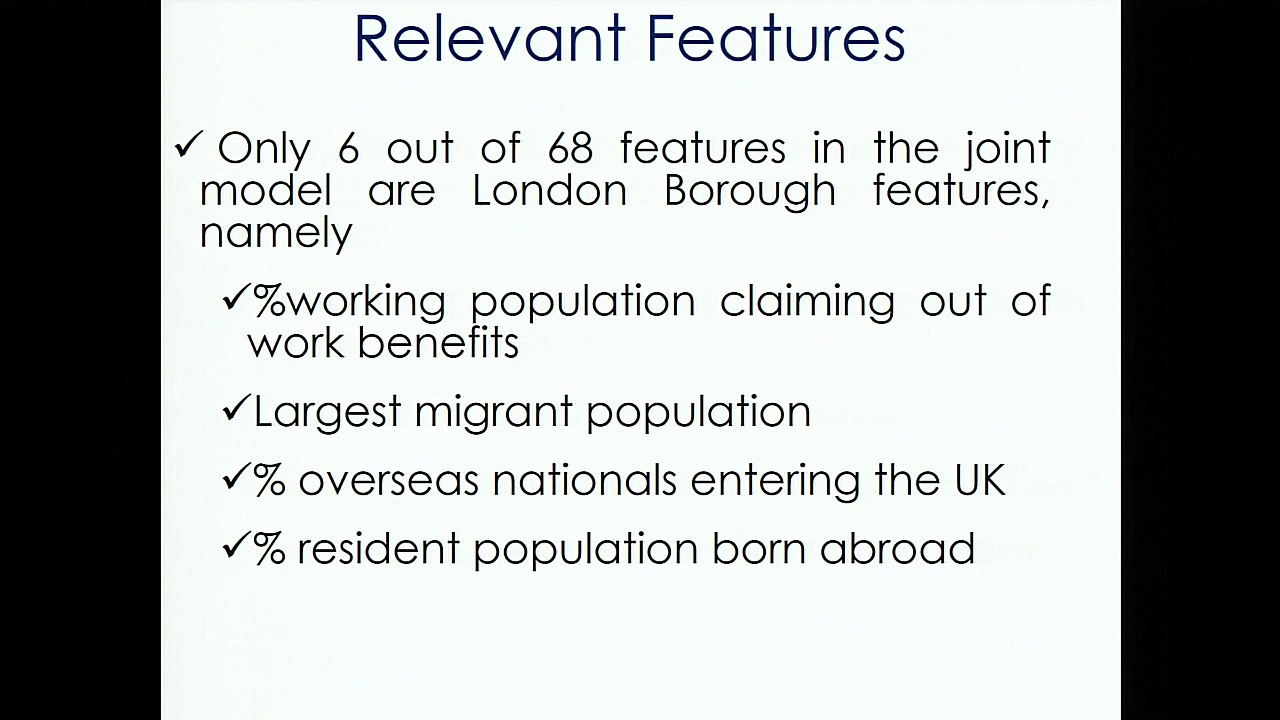 Relevant Features
✓ Only 6 out of 68 features in the joint
model are London Borough features,
namely
✓%working population claiming out of
work benefits
✓Largest migrant population
✓% overseas nationals entering the UK
✓% resident population born abroad